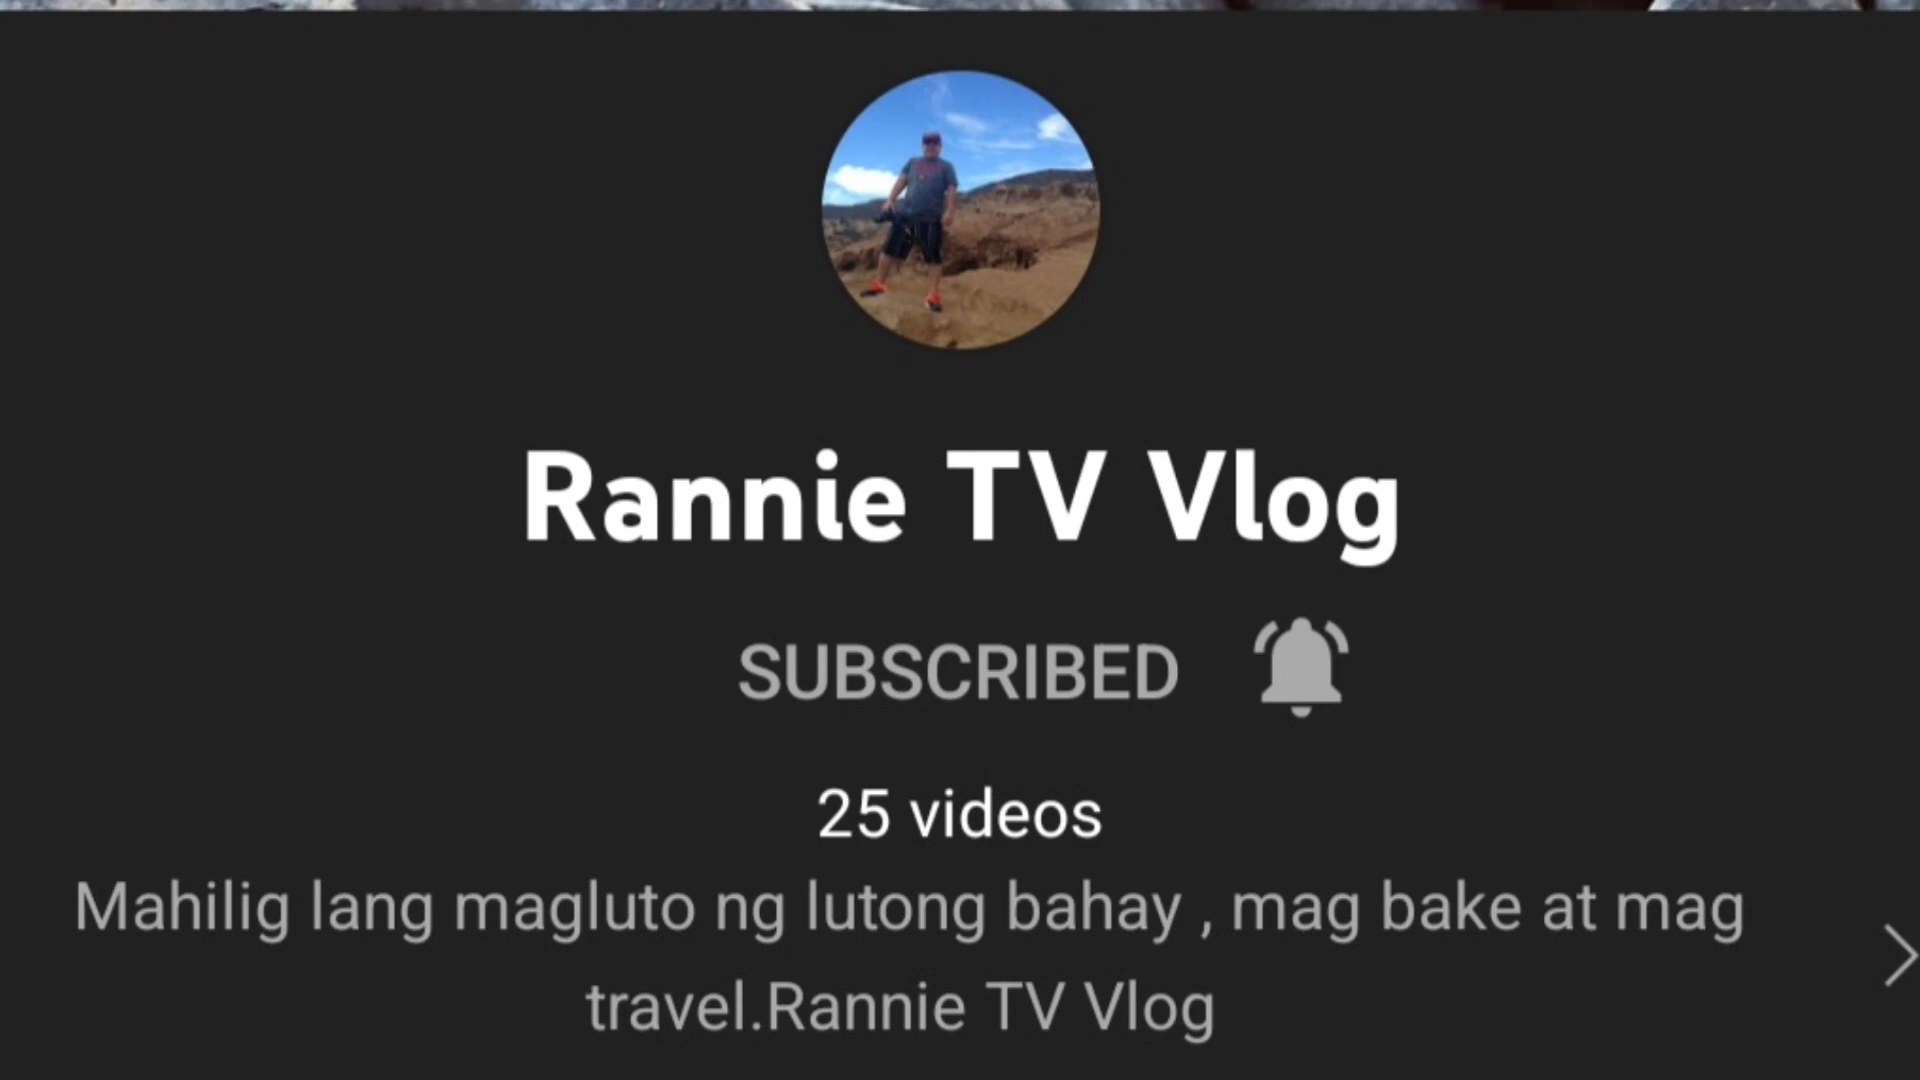 Rannie TV Vlog
SUBSCRIBED
25 videos
Mahilig lang magluto ng lutong bahay , mag bake at mag
travel.Rannie TV Vlog